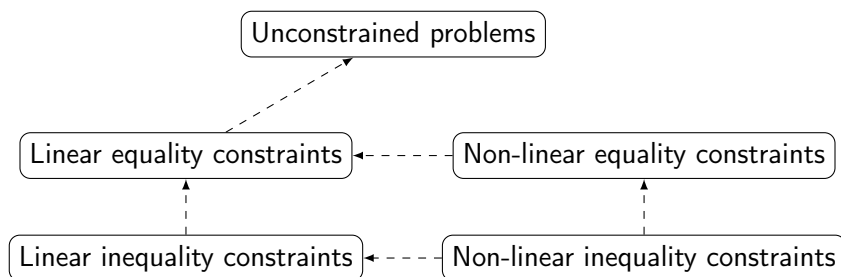 Unconstrained problems
Linear equality constraints
Non-linear equality constraints
Linear inequality constraints
Non-linear inequality constraints